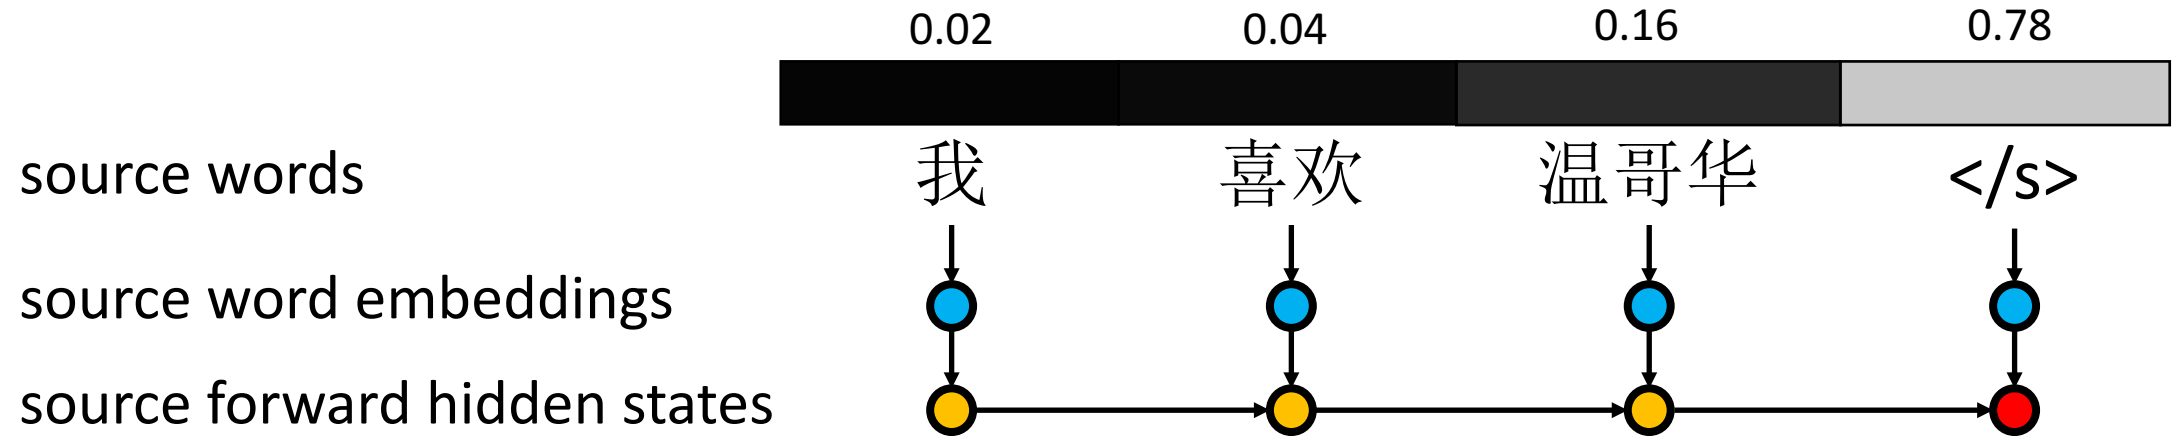 0.02 0.04 0.16 0.78
source words 我 喜欢 温哥华 </s>
source word embeddings
source forward hidden states